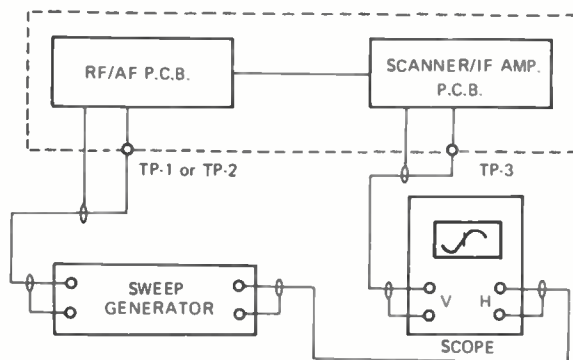 RF/AF P.C.B.
SCANNER/IF AMP.
P.C.B.
TP-1 or TP-2
TP-3
SWEEP
GENERATOR
V H
SCOPE